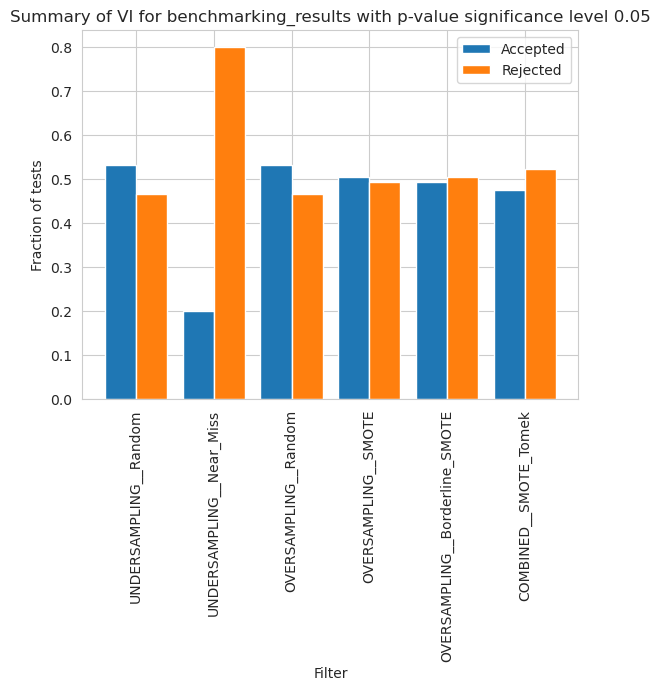 Summary of VI for benchmarking_results with p-value significance level 0.05
Accepted
Rejected
0.8
0.7
0.6
0.5
0.4
0.3
0.2
0.1
0.0
Fraction of tests
UNDERSAMPLING__Random
UNDERSAMPLING__Near_Miss
OVERSAMPLING__Random
OVERSAMPLING__SMOTE
OVERSAMPLING__Borderline_SMOTE
COMBINED__SMOTE_Tomek
Filter